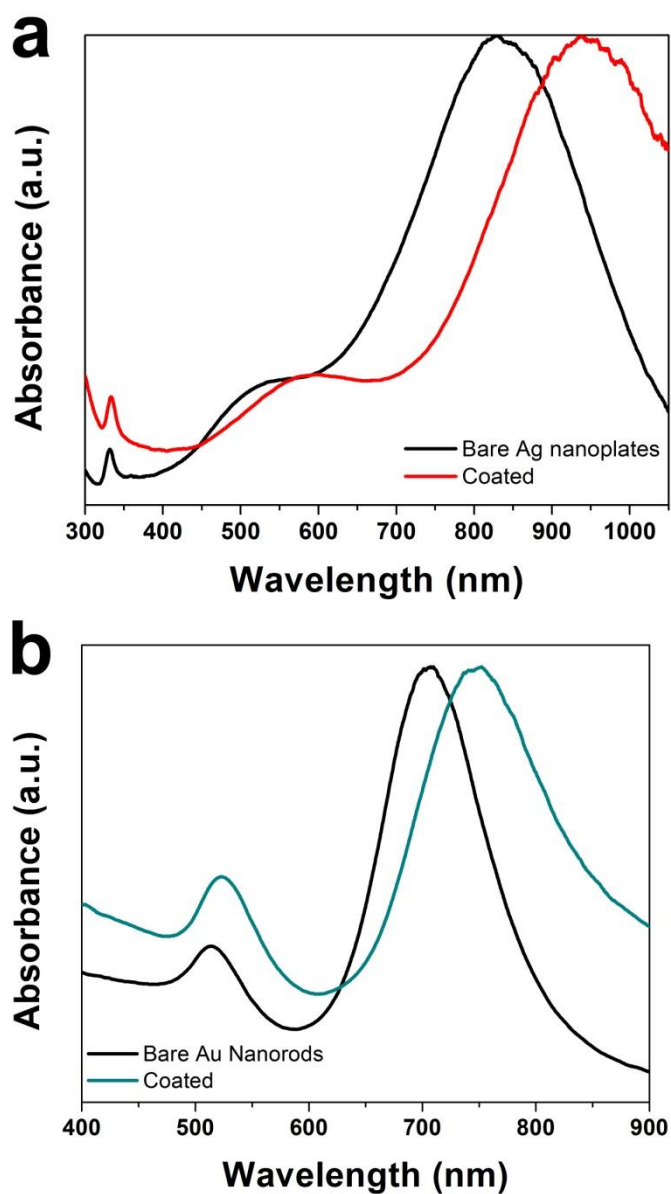 a
Absorbance (a.u.)
Bare Ag nanoplates
Coated
300 400 500 600 700 800 900 1000
Wavelength (nm)
b
Absorbance (a.u.)
Bare Au Nanorods
Coated
400 500 600 700 800 900
Wavelength (nm)